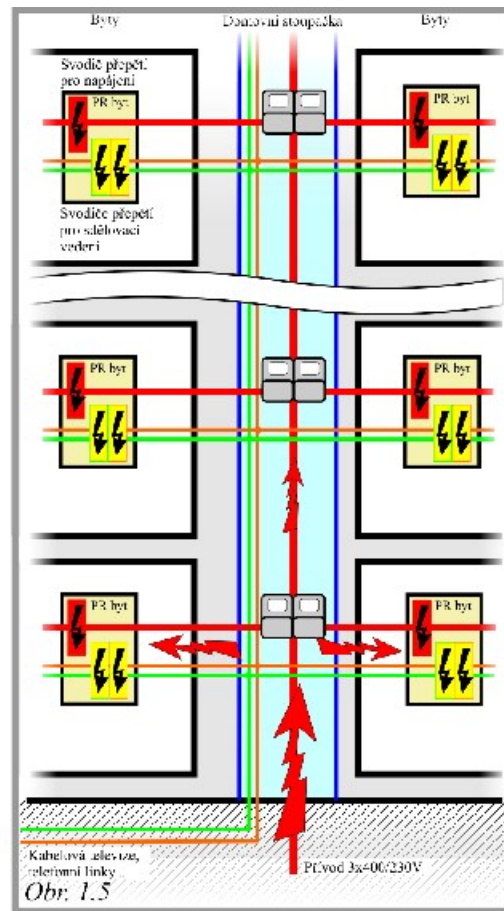 Byty
Domovní stoupačka
Byty
Svodič přepětí
pro napájení
PR byt
PR byt
Svodiče přepětí
pro sdělovací
vedení
PR byt
PR byt
PR byt
PR byt
Kabelová televize,
telefonní linky
Přívod 3x400/230V
Obr. 1.5